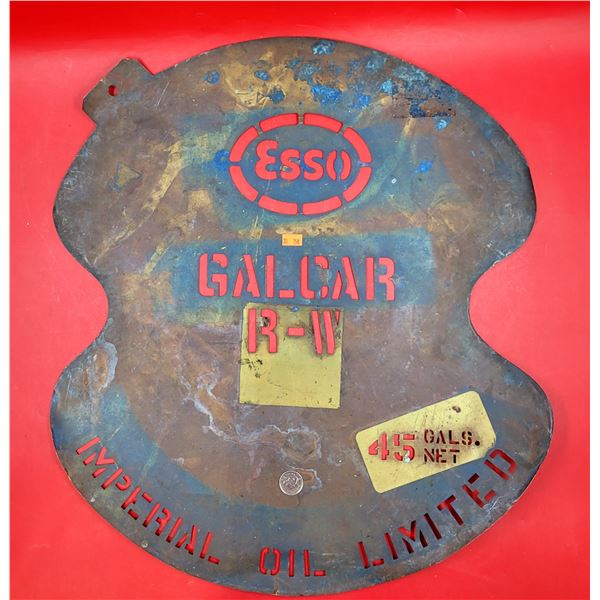 Esso
GALCAR
R-W
45 GALS.
NET
IMPERIAL OIL LIMITED